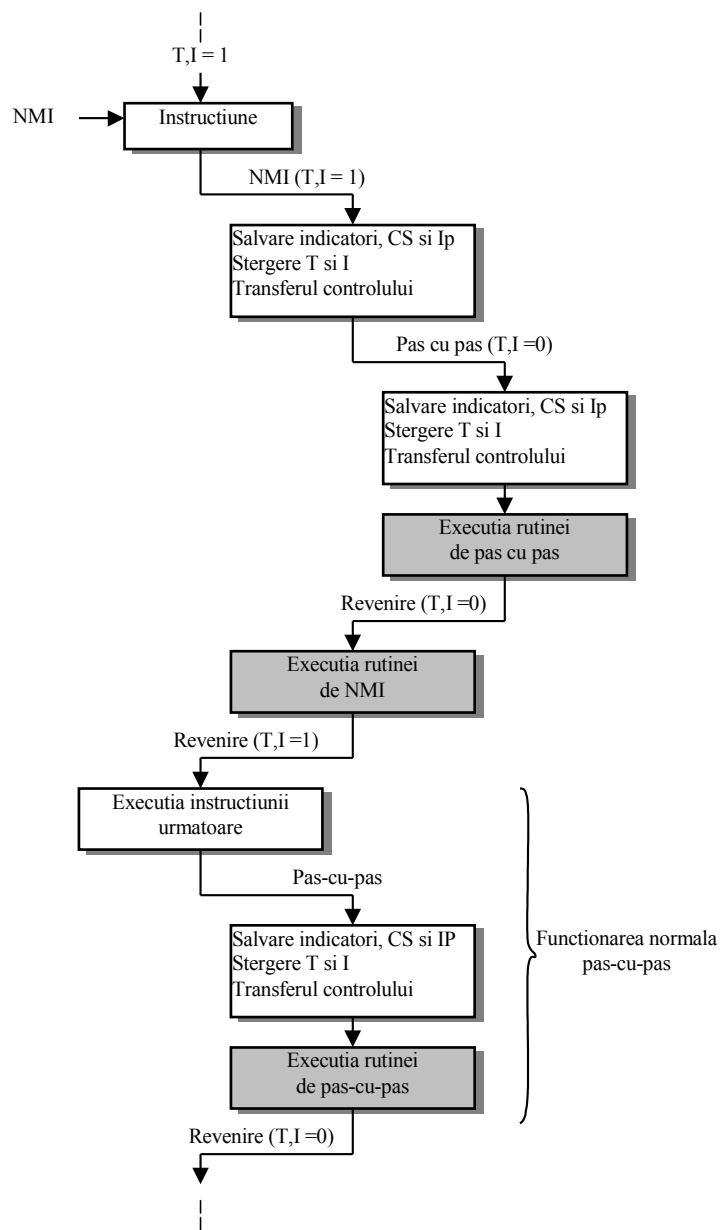 T,I = 1
NMI
Instructiune
NMI (T,I = 1)
Salvare indicatori, CS si Ip
Stergere T si I
Transferul controlului
Pas cu pas (T,I =0)
Salvare indicatori, CS si Ip
Stergere T si I
Transferul controlului
Executia rutinei
de pas cu pas
Revenire (T,I =0)
Executia rutinei
de NMI
Revenire (T,I =1)
Executia instructiunii
urmatoare
Pas-cu-pas
Salvare indicatori, CS si IP
Stergere T si I
Transferul controlului
Functionarea normala
pas-cu-pas
Executia rutinei
de pas-cu-pas
Revenire (T,I =0)